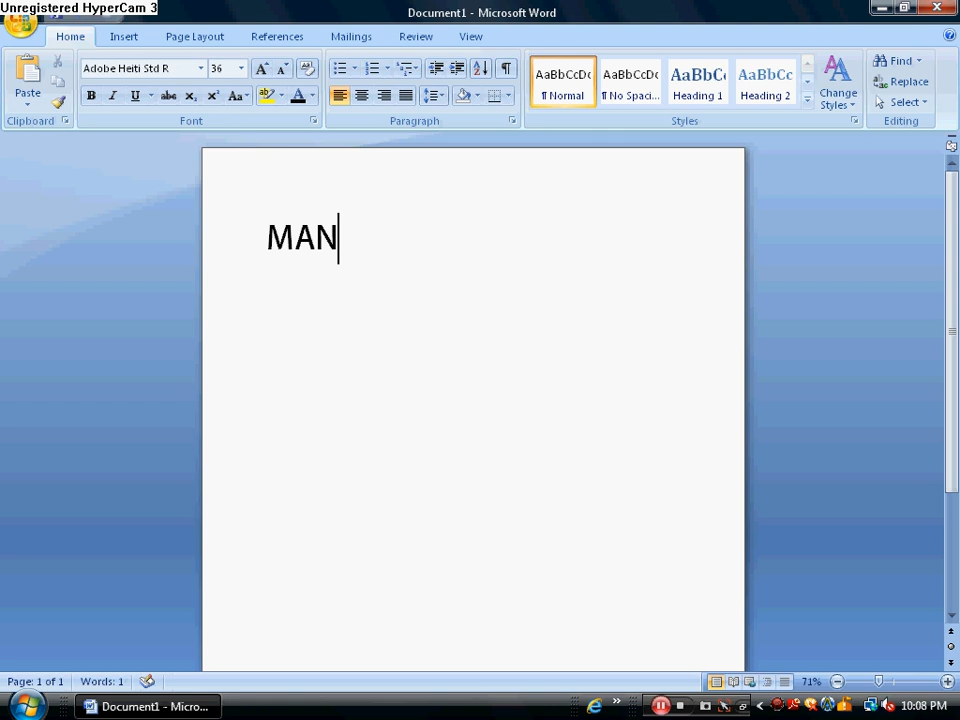 Unregistered HyperCam 3
Document1 - Microsoft Word
Home Insert Page Layout References Mailings Review View
Paste
Clipboard
Adobe Heiti Std R 36
Font
Paragraph
AaBbCcDc AaBbCcDc AaBbC AaBbCc
¶ Normal ¶ No Spaci... Heading 1 Heading 2
Change Styles
Styles
Find
Replace
Select
Editing
MAN
Page: 1 of 1 Words: 1 71%
Document1 - Micro... 10:08 PM